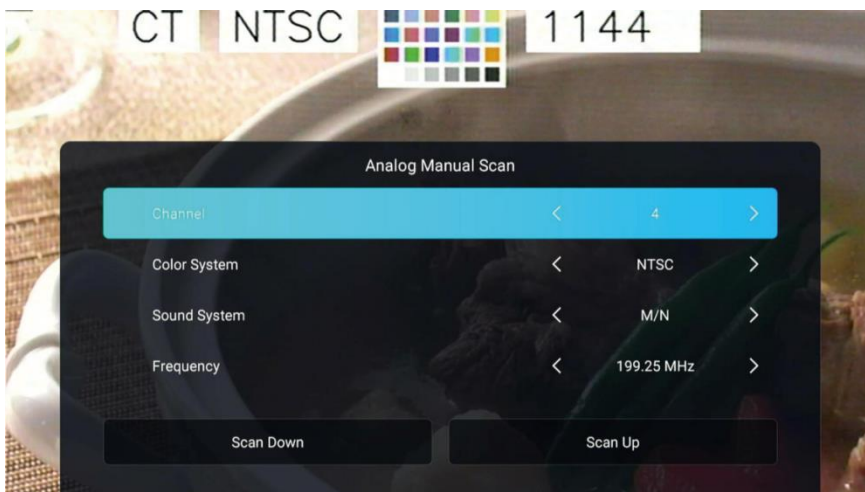 CT NTSC 1144
Analog Manual Scan
Channel < 4 >
Color System < NTSC >
Sound System < M/N >
Frequency < 199.25 MHz >
Scan Down Scan Up